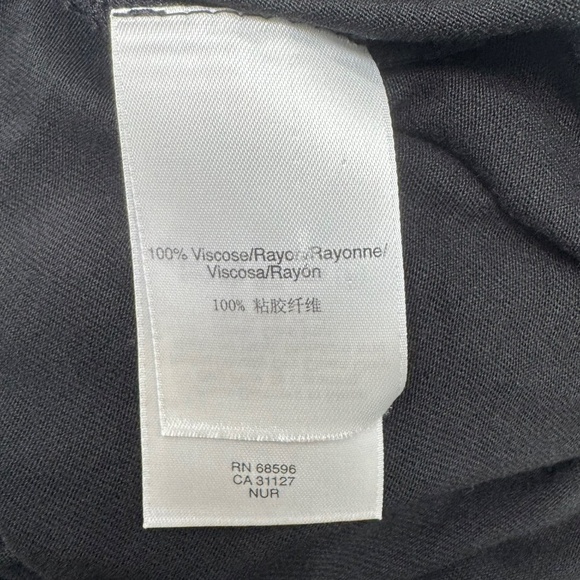 100% Viscose/Rayon/Rayonne/
Viscosa/Rayón
100% 粘胶纤维
RN 68596
CA 31127
NUR